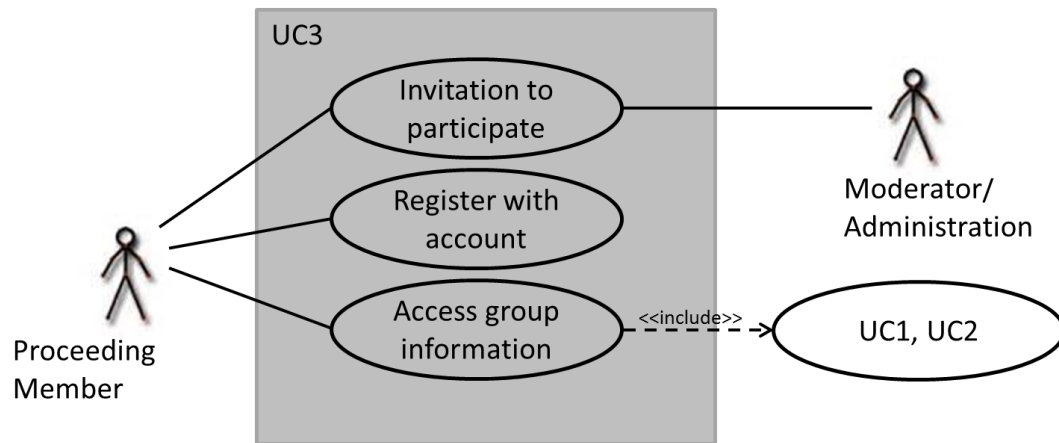 UC3
Invitation to
participate
Register with
account
Access group
information
<<include>>
UC1, UC2
Moderator/
Administration
Proceeding
Member